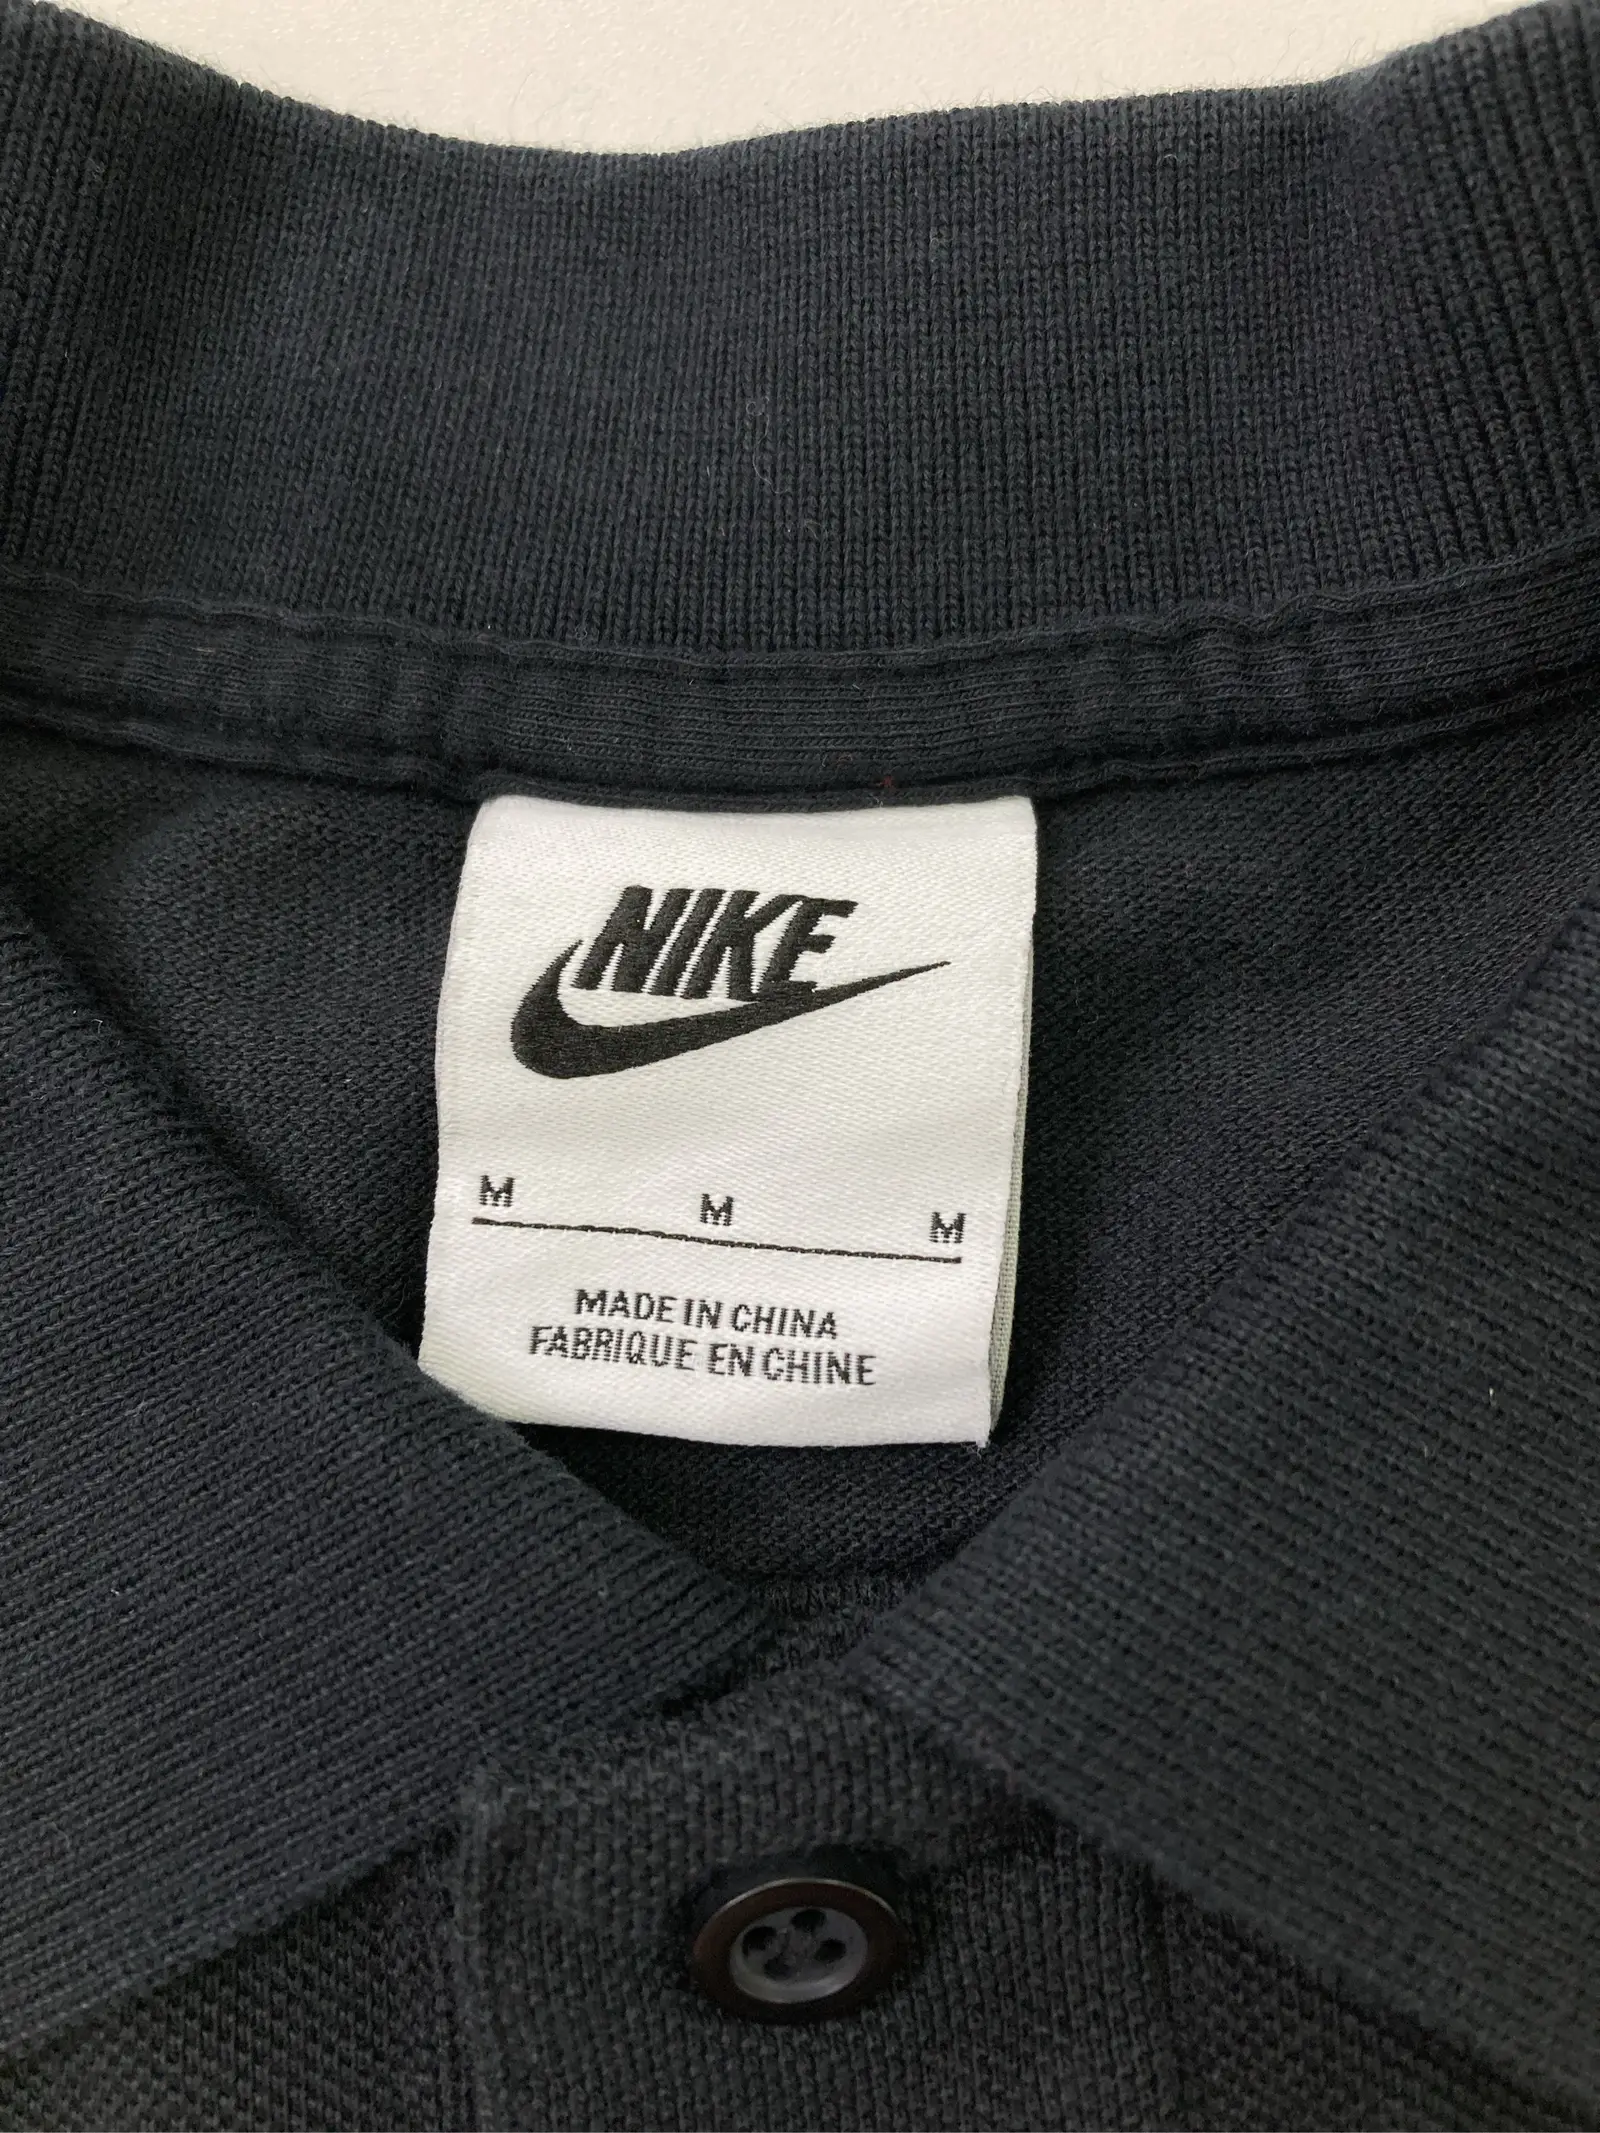 NIKE
M M M
MADE IN CHINA
FABRIQUE EN CHINE